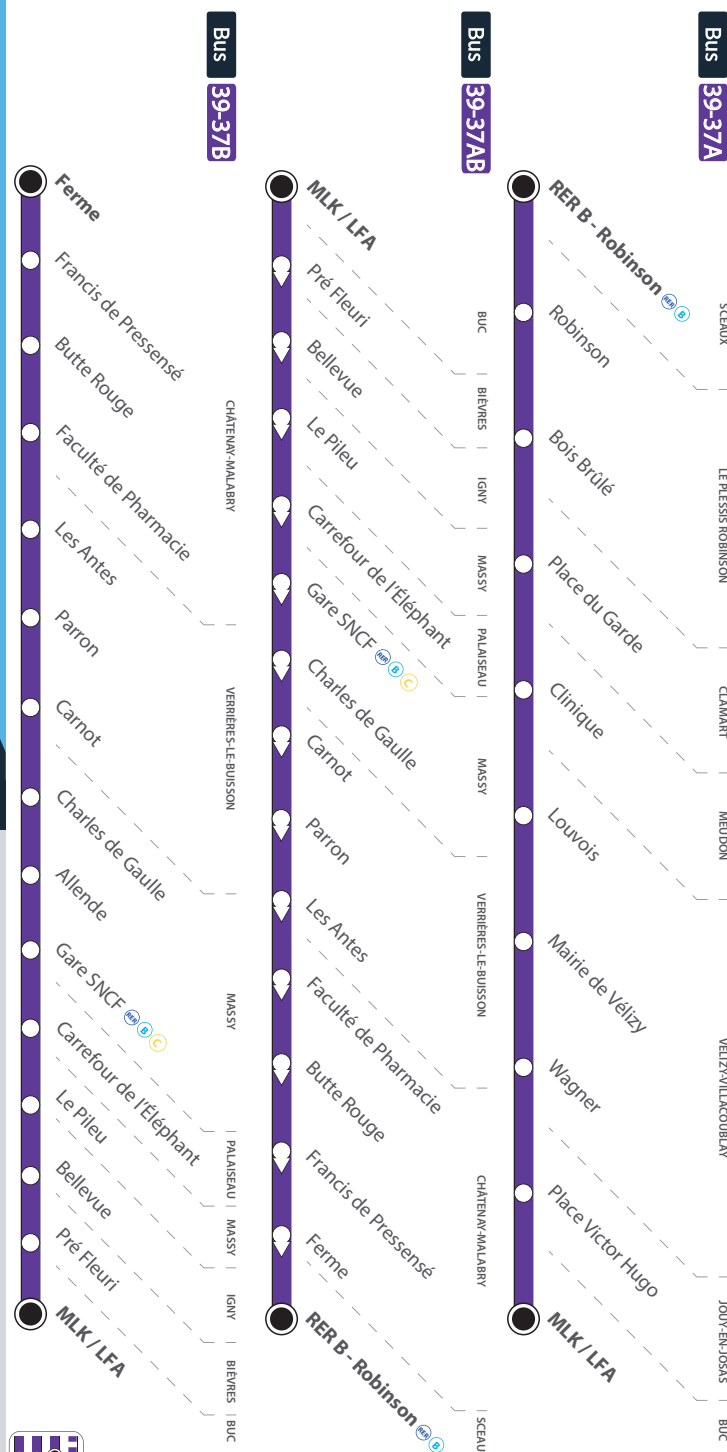 Bus 39-37A
RER B - Robinson RER B
Robinson
Bois Brûlé
Place du Garde
Clinique
Louvois
Mairie de Vélizy
Wagner
Place Victor Hugo
MLK / LFA
SCEAUX
LE PLESSIS ROBINSON
CLAMART
MEUDON
VELIZY-VILLACOUBLAY
JOUY-EN-JOSAS
BUC
Bus 39-37AB
MLK / LFA
Pré Fleuri
Bellevue
Le Pileu
Carrefour de l'Éléphant
Gare SNCF RER B C
Charles de Gaulle
Carnot
Parron
Les Antes
Faculté de Pharmacie
Butte Rouge
Francis de Pressensé
Ferme
RER B - Robinson RER B
BUC
BIÈVRES
IGNY
MASSY
PALAISEAU
MASSY
VERRIÈRES-LE-BUISSON
CHÂTENAY-MALABRY
SCEAU
Bus 39-37B
Ferme
Francis de Pressensé
Butte Rouge
Faculté de Pharmacie
Les Antes
Parron
Carnot
Charles de Gaulle
Allende
Gare SNCF RER B C
Carrefour de l'Éléphant
Le Pileu
Bellevue
Pré Fleuri
MLK / LFA
CHÂTENAY-MALABRY
VERRIÈRES-LE-BUISSON
MASSY
PALAISEAU
MASSY
IGNY
BIÈVRES
BUC